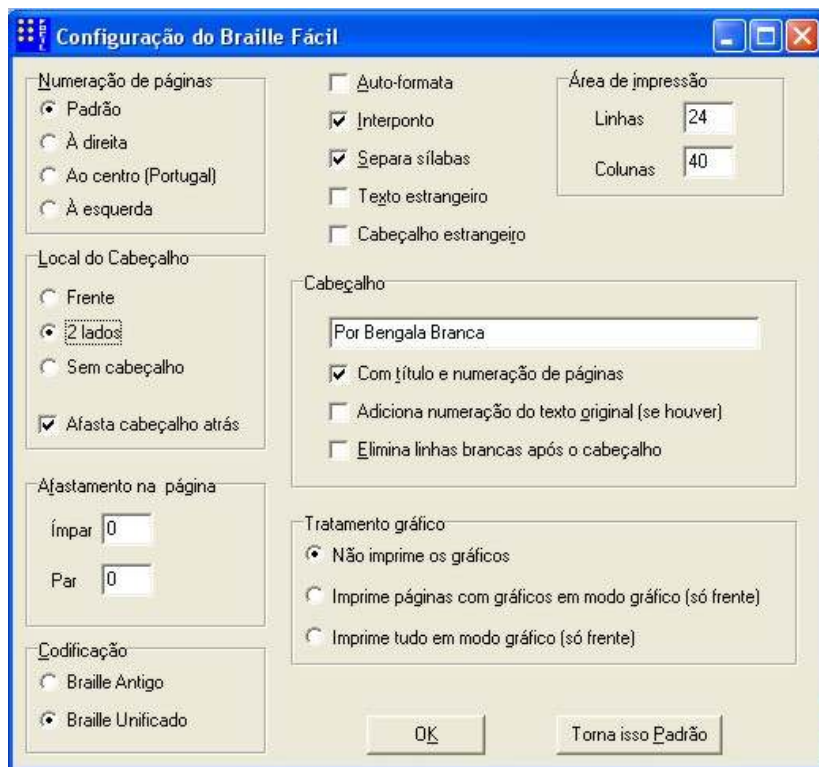 Configuração do Braille Fácil
Numeração de páginas
Padrão
À direita
Ao centro (Portugal)
À esquerda
Auto-formata
Interponto
Separa sílabas
Texto estrangeiro
Cabeçalho estrangeiro
Área de impressão
Linhas 24
Colunas 40
Local do Cabeçalho
Frente
2 lados
Sem cabeçalho
Afasta cabeçalho atrás
Cabeçalho
Por Bengala Branca
Com título e numeração de páginas
Adiciona numeração do texto original (se houver)
Elimina linhas brancas após o cabeçalho
Afastamento na página
Ímpar 0
Par 0
Tratamento gráfico
Não imprime os gráficos
Imprime páginas com gráficos em modo gráfico (só frente)
Imprime tudo em modo gráfico (só frente)
Codificação
Braille Antigo
Braille Unificado
OK
Torna isso Padrão